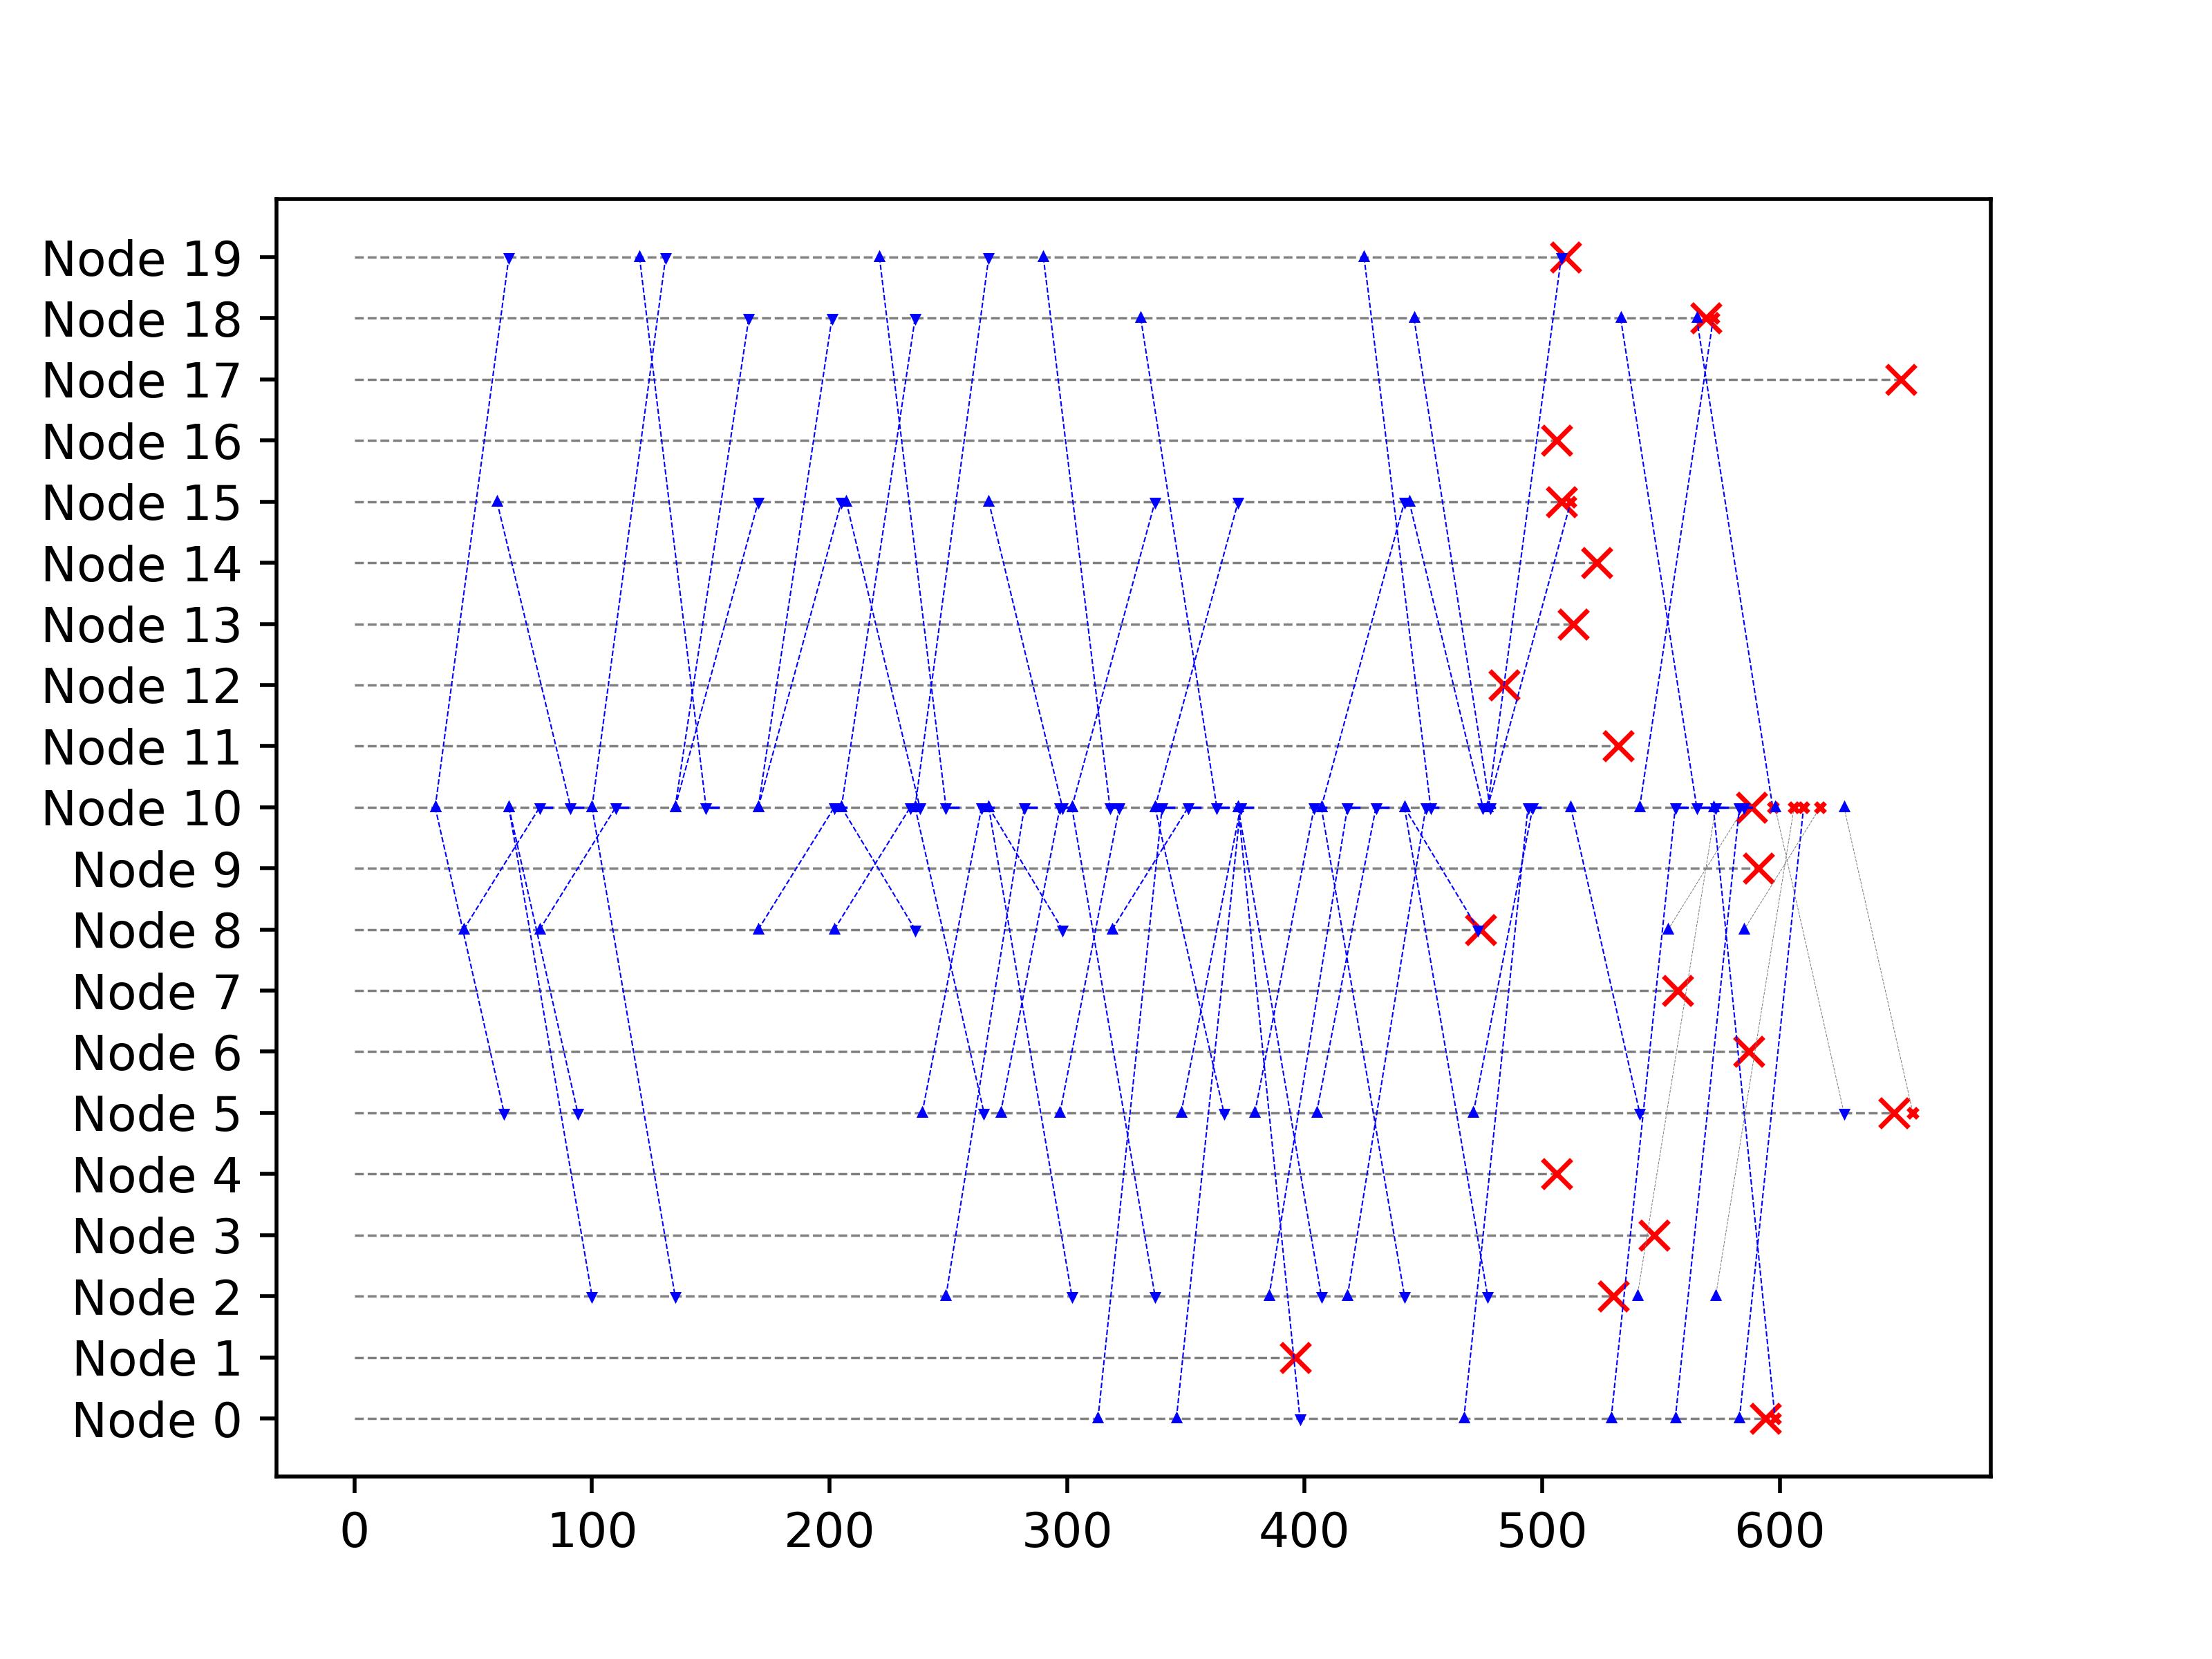 Node 19
Node 18
Node 17
Node 16
Node 15
Node 14
Node 13
Node 12
Node 11
Node 10
Node 9
Node 8
Node 7
Node 6
Node 5
Node 4
Node 3
Node 2
Node 1
Node 0
0 100 200 300 400 500 600